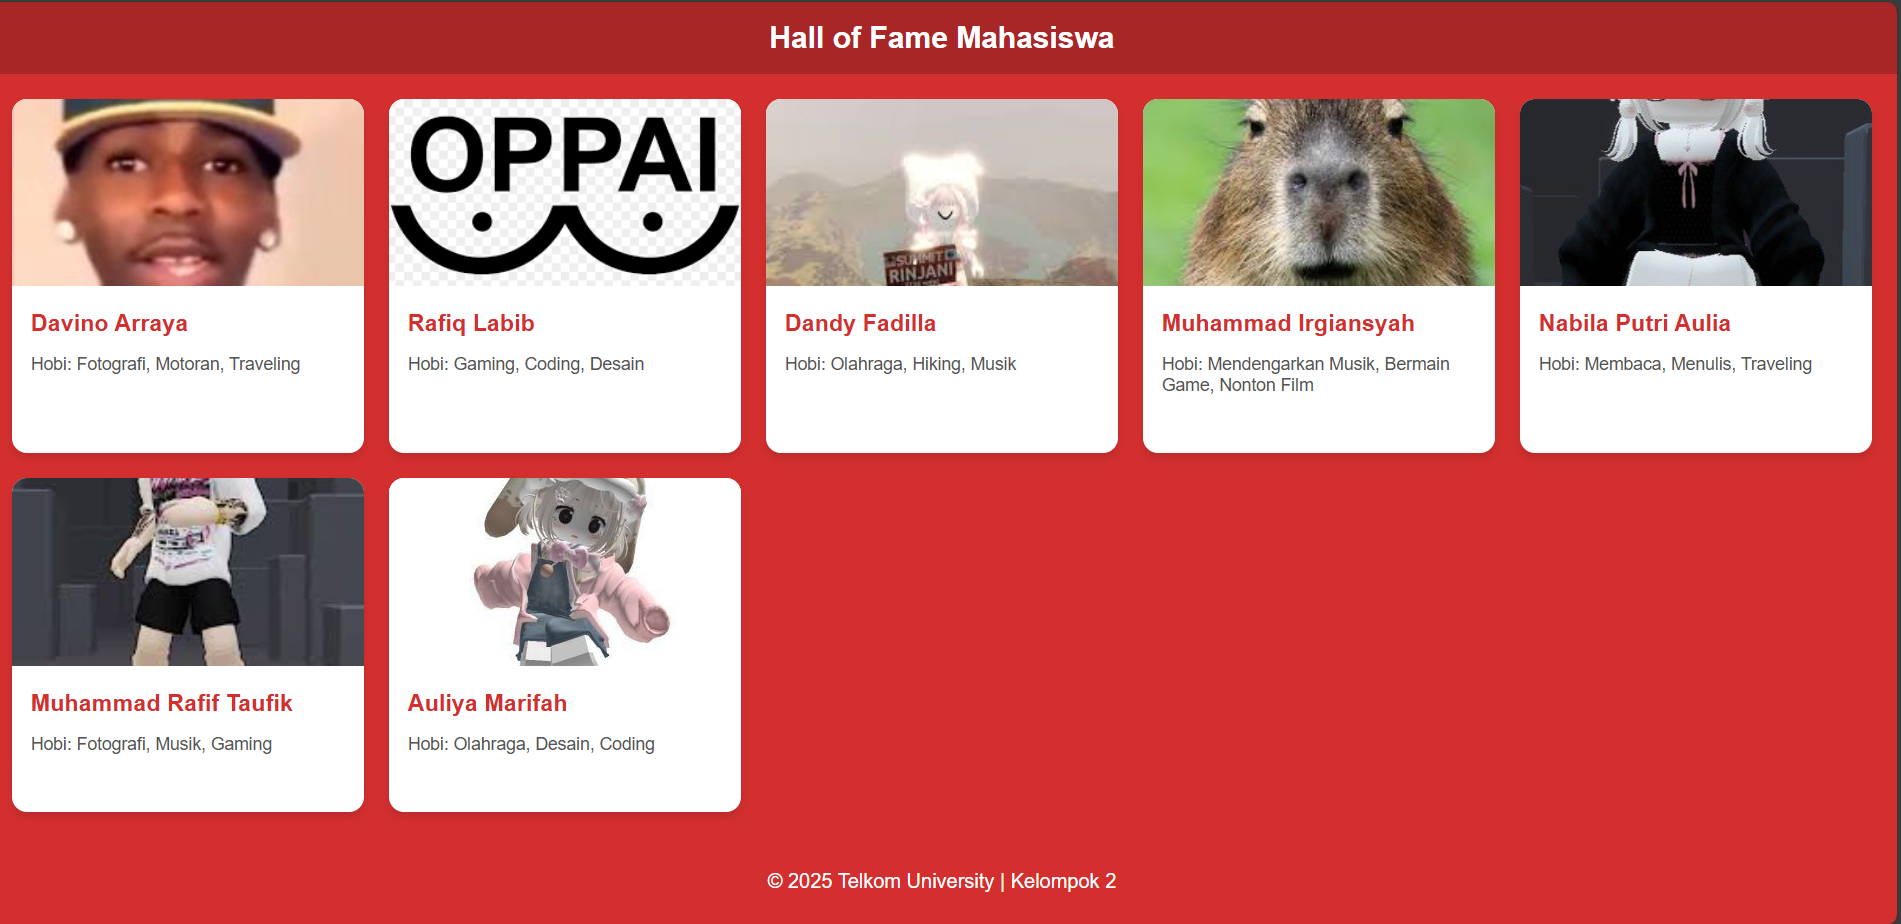 Hall of Fame Mahasiswa
OPPAI
SUMMIT
RINJANI
Davino Arraya
Hobi: Fotografi, Motoran, Traveling
Rafiq Labib
Hobi: Gaming, Coding, Desain
Dandy Fadilla
Hobi: Olahraga, Hiking, Musik
Muhammad Irgiansyah
Hobi: Mendengarkan Musik, Bermain
Game, Nonton Film
Nabila Putri Aulia
Hobi: Membaca, Menulis, Traveling
Muhammad Rafif Taufik
Hobi: Fotografi, Musik, Gaming
Auliya Marifah
Hobi: Olahraga, Desain, Coding
© 2025 Telkom University | Kelompok 2